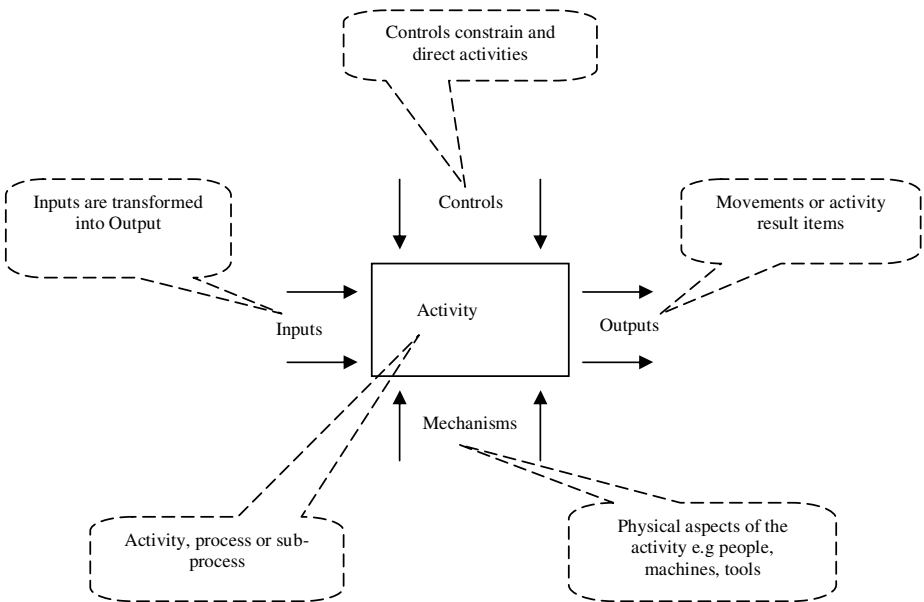 Controls constrain and
direct activities
Inputs are transformed
into Output
Controls
Movements or activity
result items
Activity
Inputs
Outputs
Mechanisms
Activity, process or sub-
process
Physical aspects of the
activity e.g people,
machines, tools